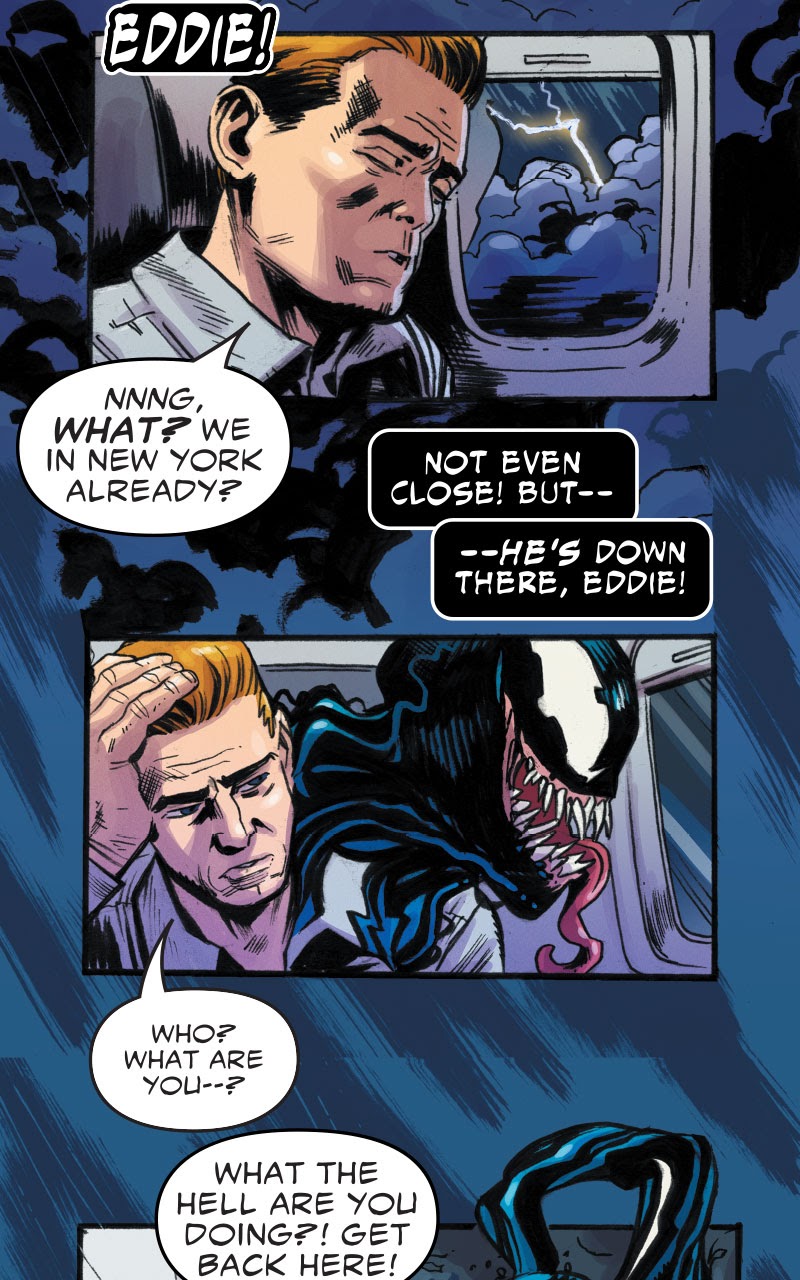 EDDIE!
NNNG,
WHAT? WE
IN NEW YORK
ALREADY?
NOT EVEN
CLOSE! BUT--
--HE'S DOWN
THERE, EDDIE!
WHO?
WHAT ARE
YOU--?
WHAT THE
HELL ARE YOU
DOING?! GET
BACK HERE!